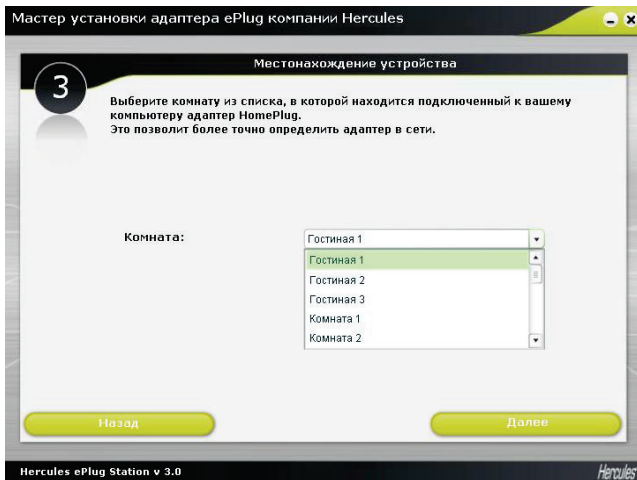 Мастер установки адаптера ePlug компании Hercules
Местонахождение устройства
3
Выберите комнату из списка, в которой находится подключенный к вашему
компьютеру адаптер HomePlug.
Это позволит более точно определить адаптер в сети.
Комната:
Гостиная 1
Гостиная 1
Гостиная 2
Гостиная 3
Комната 1
Комната 2
Назад
Далее
Hercules ePlug Station v 3.0
Hercules